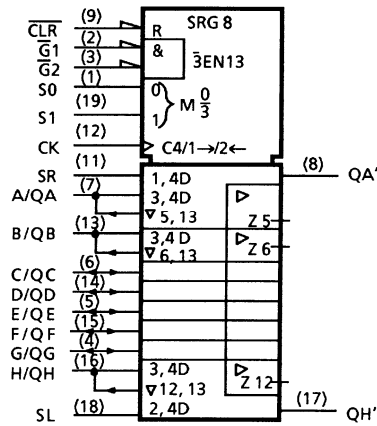 (9) SRG 8
CLR R
(2)
G1 &
(3) 3EN13
G2
(1)
S0 0
(19) M 0/3
S1 1
(12)
CK C4/1→/2←
(11) (8)
SR 1, 4D QA'
(7)
A/QA 3, 4D
5, 13 Z 5
(13)
B/QB 3,4 D
6, 13 Z 6
(6)
C/QC
(14)
D/QD
(5)
E/QE
(15)
F/QF
(4)
G/QG
(16)
H/QH 3, 4D
12, 13 Z 12
(18) (17)
SL 2, 4D QH'